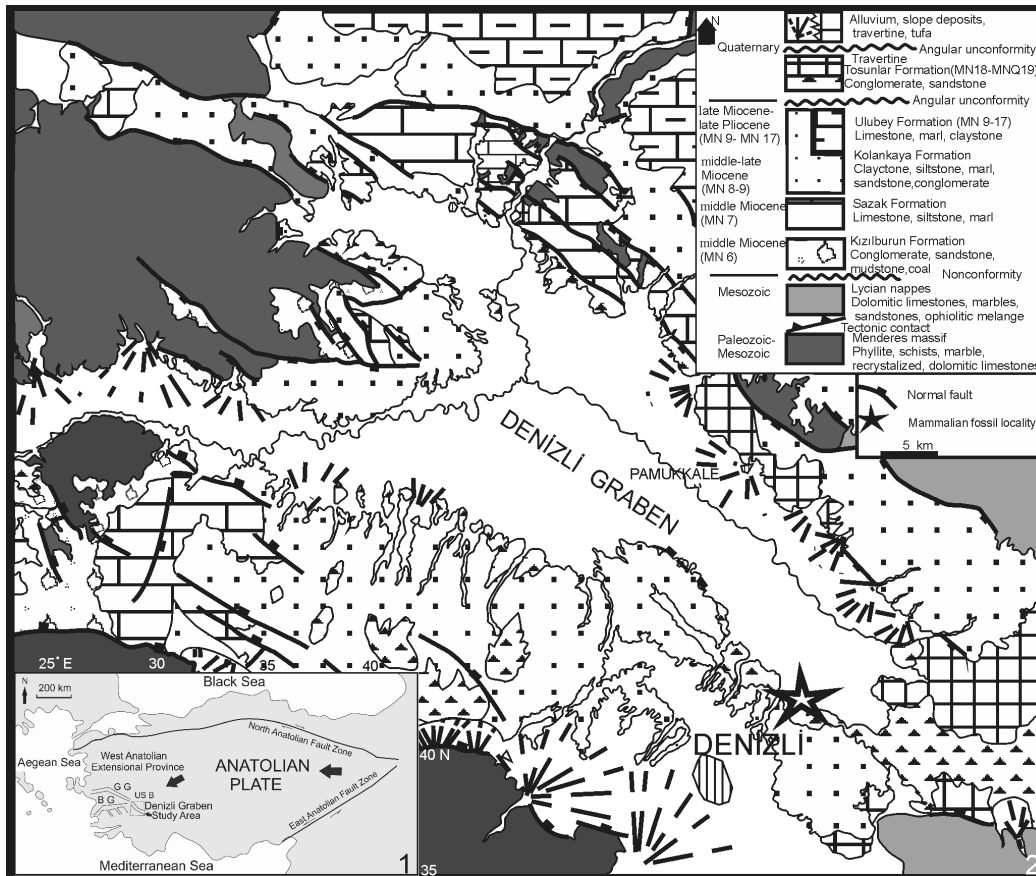 N
Alluvium, slope deposits,
travertine, tufa
Quaternary
Angular unconformity
Travertine
Tosunlar Formation(MN18-MNQ19)
Conglomerate, sandstone
Angular unconformity
late Miocene-
late Pliocene
(MN 9- MN 17)
Ulubey Formation (MN 9-17)
Limestone, marl, claystone
middle-late
Miocene
(MN 8-9)
Kolankaya Formation
Clayctone, siltstone, marl,
sandstone,conglomerate
middle Miocene
(MN 7)
Sazak Formation
Limestone, siltstone, marl
middle Miocene
(MN 6)
Kızılburun Formation
Conglomerate, sandstone,
mudstone,coal
Nonconformity
Mesozoic
Lycian nappes
Dolomitic limestones, marbles,
sandstones, ophiolitic melange
Tectonic contact
Paleozoic-
Mesozoic
Menderes massif
Phyllite, schists, marble,
recrystalized, dolomitic limestones
Normal fault
Mammalian fossil locality
5 km
DENİZLİ GRABEN
PAMUKKALE
DENİZLİ
2
25° E 30 35 40
Black Sea
N
200 km
North Anatolian Fault Zone
Aegean Sea
West Anatolian
Extensional Province
ANATOLIAN
PLATE
G G
US B
B G
Denizli Graben
Study Area
East Anatolian Fault Zone
Mediterranean Sea
1
40 N
35